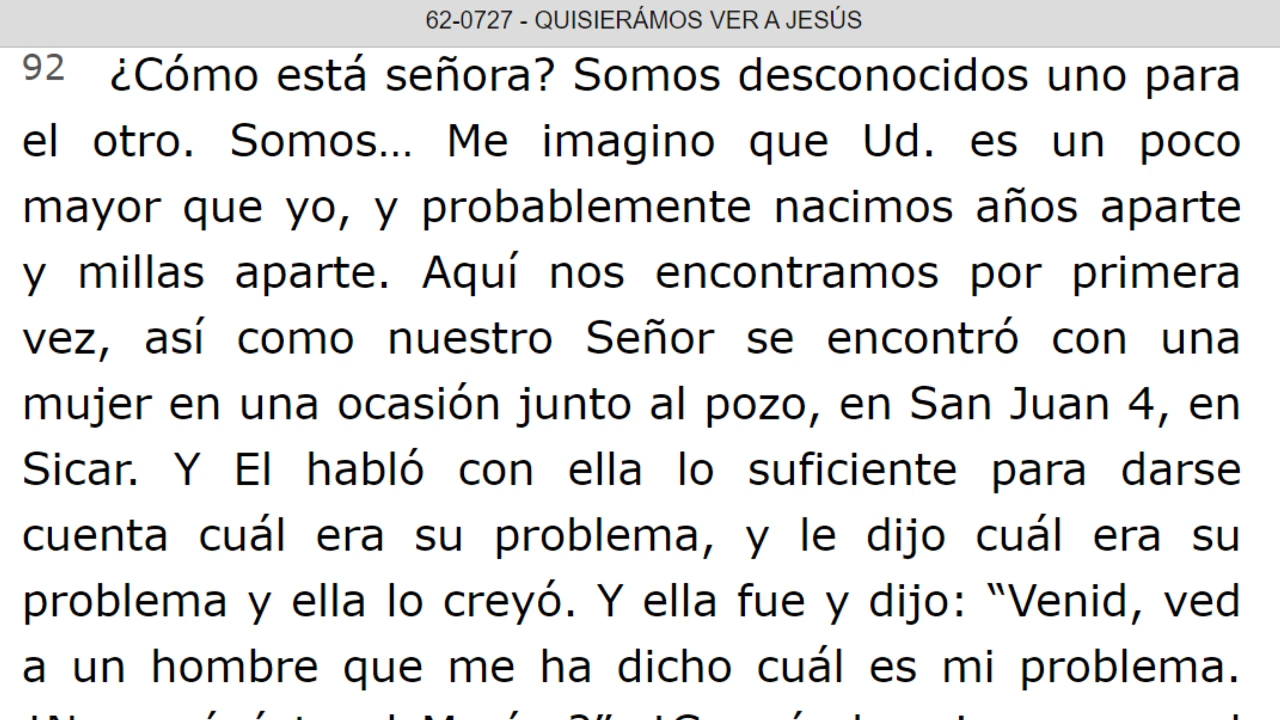 62-0727 - QUISIERÁMOS VER A JESÚS
92 ¿Cómo está señora? Somos desconocidos uno para
el otro. Somos... Me imagino que Ud. es un poco
mayor que yo, y probablemente nacimos años aparte
y millas aparte. Aquí nos encontramos por primera
vez, así como nuestro Señor se encontró con una
mujer en una ocasión junto al pozo, en San Juan 4, en
Sicar. Y El habló con ella lo suficiente para darse
cuenta cuál era su problema, y le dijo cuál era su
problema y ella lo creyó. Y ella fue y dijo: “Venid, ved
a un hombre que me ha dicho cuál es mi problema.